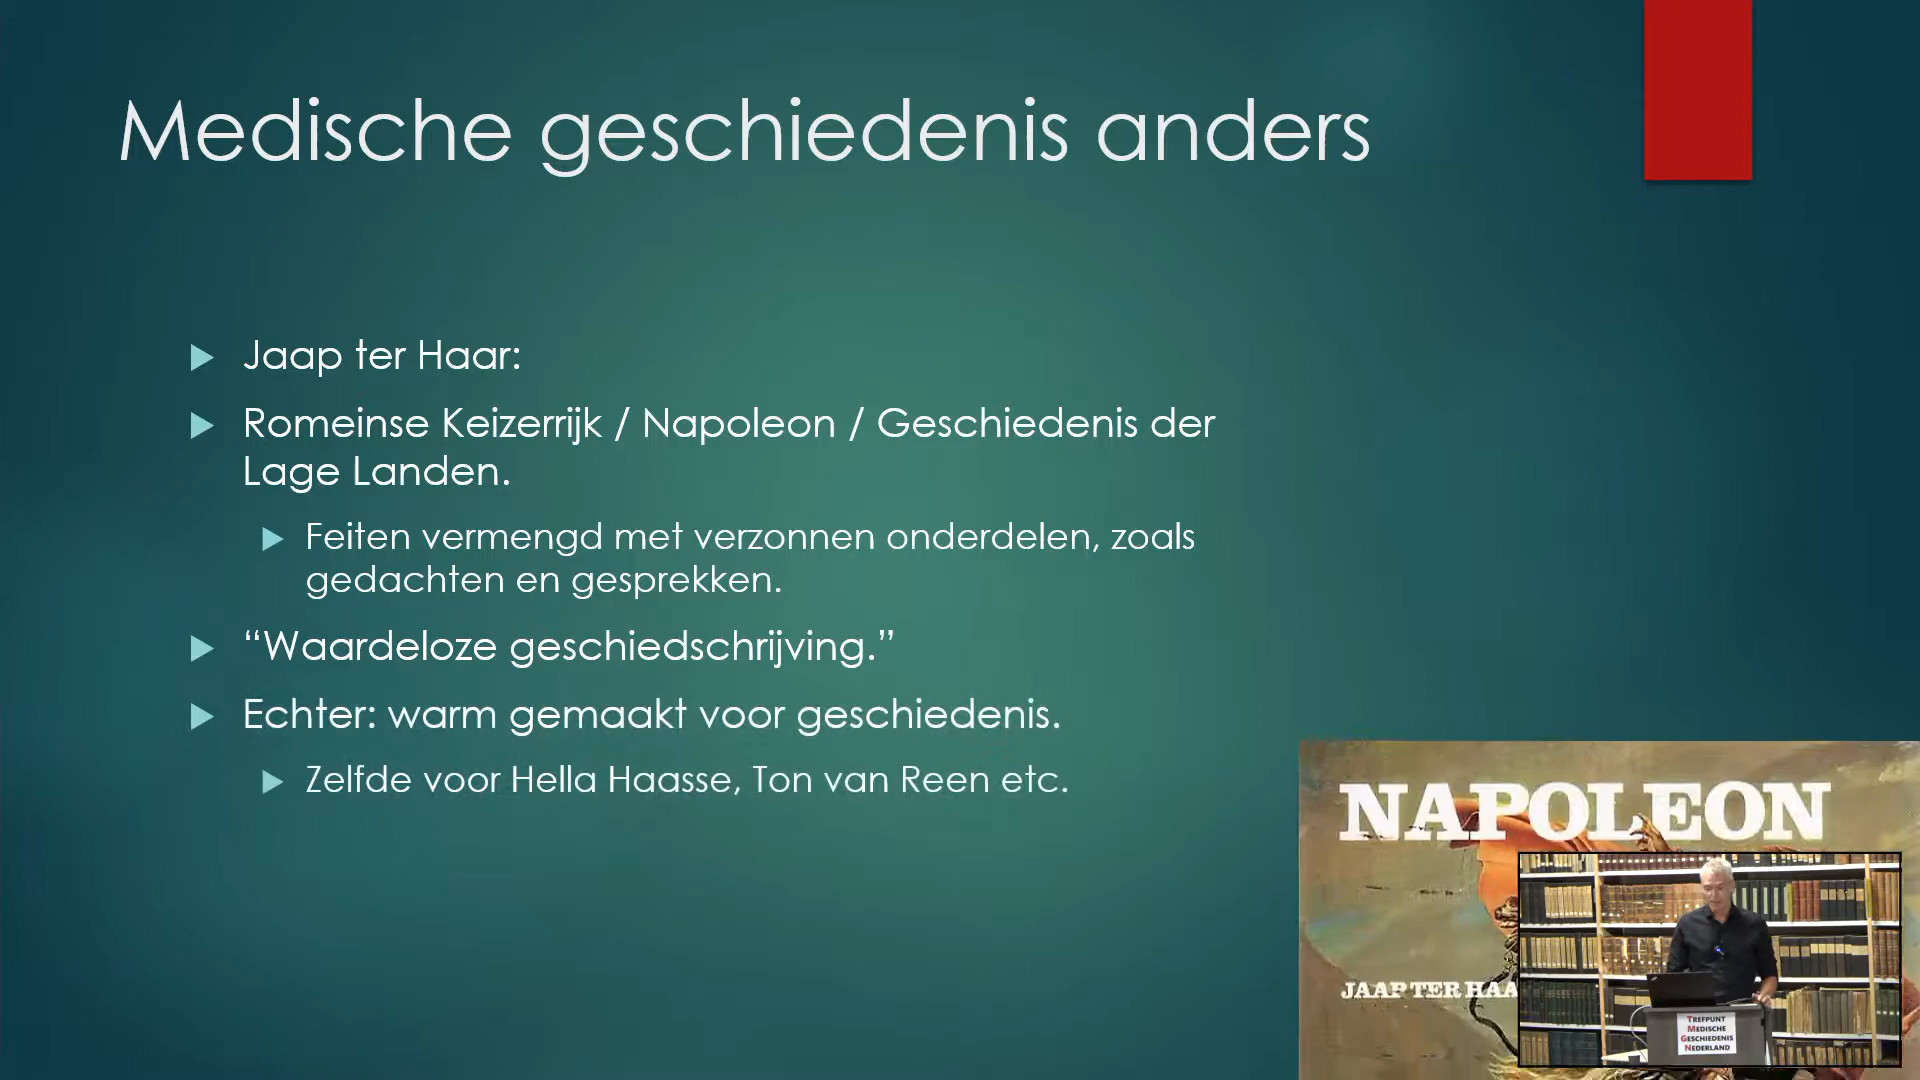 Medische geschiedenis anders
Jaap ter Haar:
Romeinse Keizerrijk / Napoleon / Geschiedenis der
Lage Landen.
Feiten vermengd met verzonnen onderdelen, zoals
gedachten en gesprekken.
“Waardeloze geschiedschrijving.”
Echter: warm gemaakt voor geschiedenis.
Zelfde voor Hella Haasse, Ton van Reen etc.
NAPOLEON
JAAP TER HAA
TREFPUNT
MEDISCHE
GESCHIEDENIS
NEDERLAND